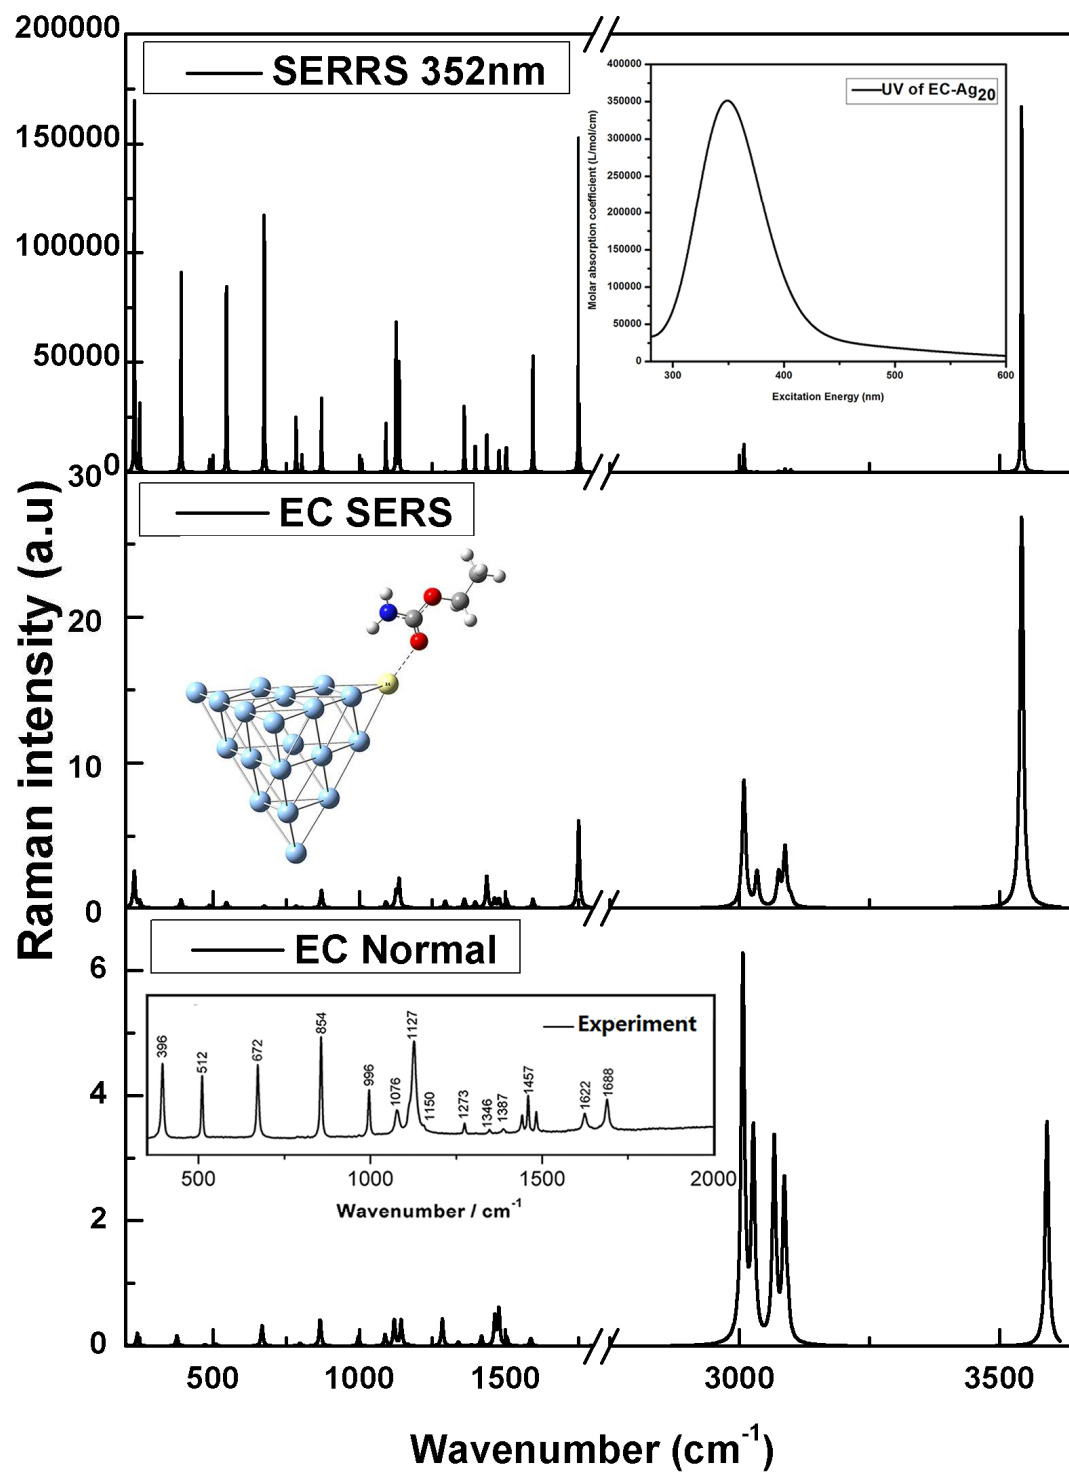 200000
SERRS 352nm
150000
100000
50000
0
400000
350000
300000
250000
200000
150000
100000
50000
0
Molar absorption coefficient (L/mol/cm)
UV of EC-Ag20
300 400 500 600
Excitation Energy (nm)
Raman intensity (a.u)
30
EC SERS
20
10
0
EC Normal
6
4
2
0
Experiment
396
512
672
854
996
1076
1127
1150
1273
1346
1387
1457
1622
1688
500 1000 1500 2000
Wavenumber / cm-1
500 1000 1500 3000 3500
Wavenumber (cm-1)